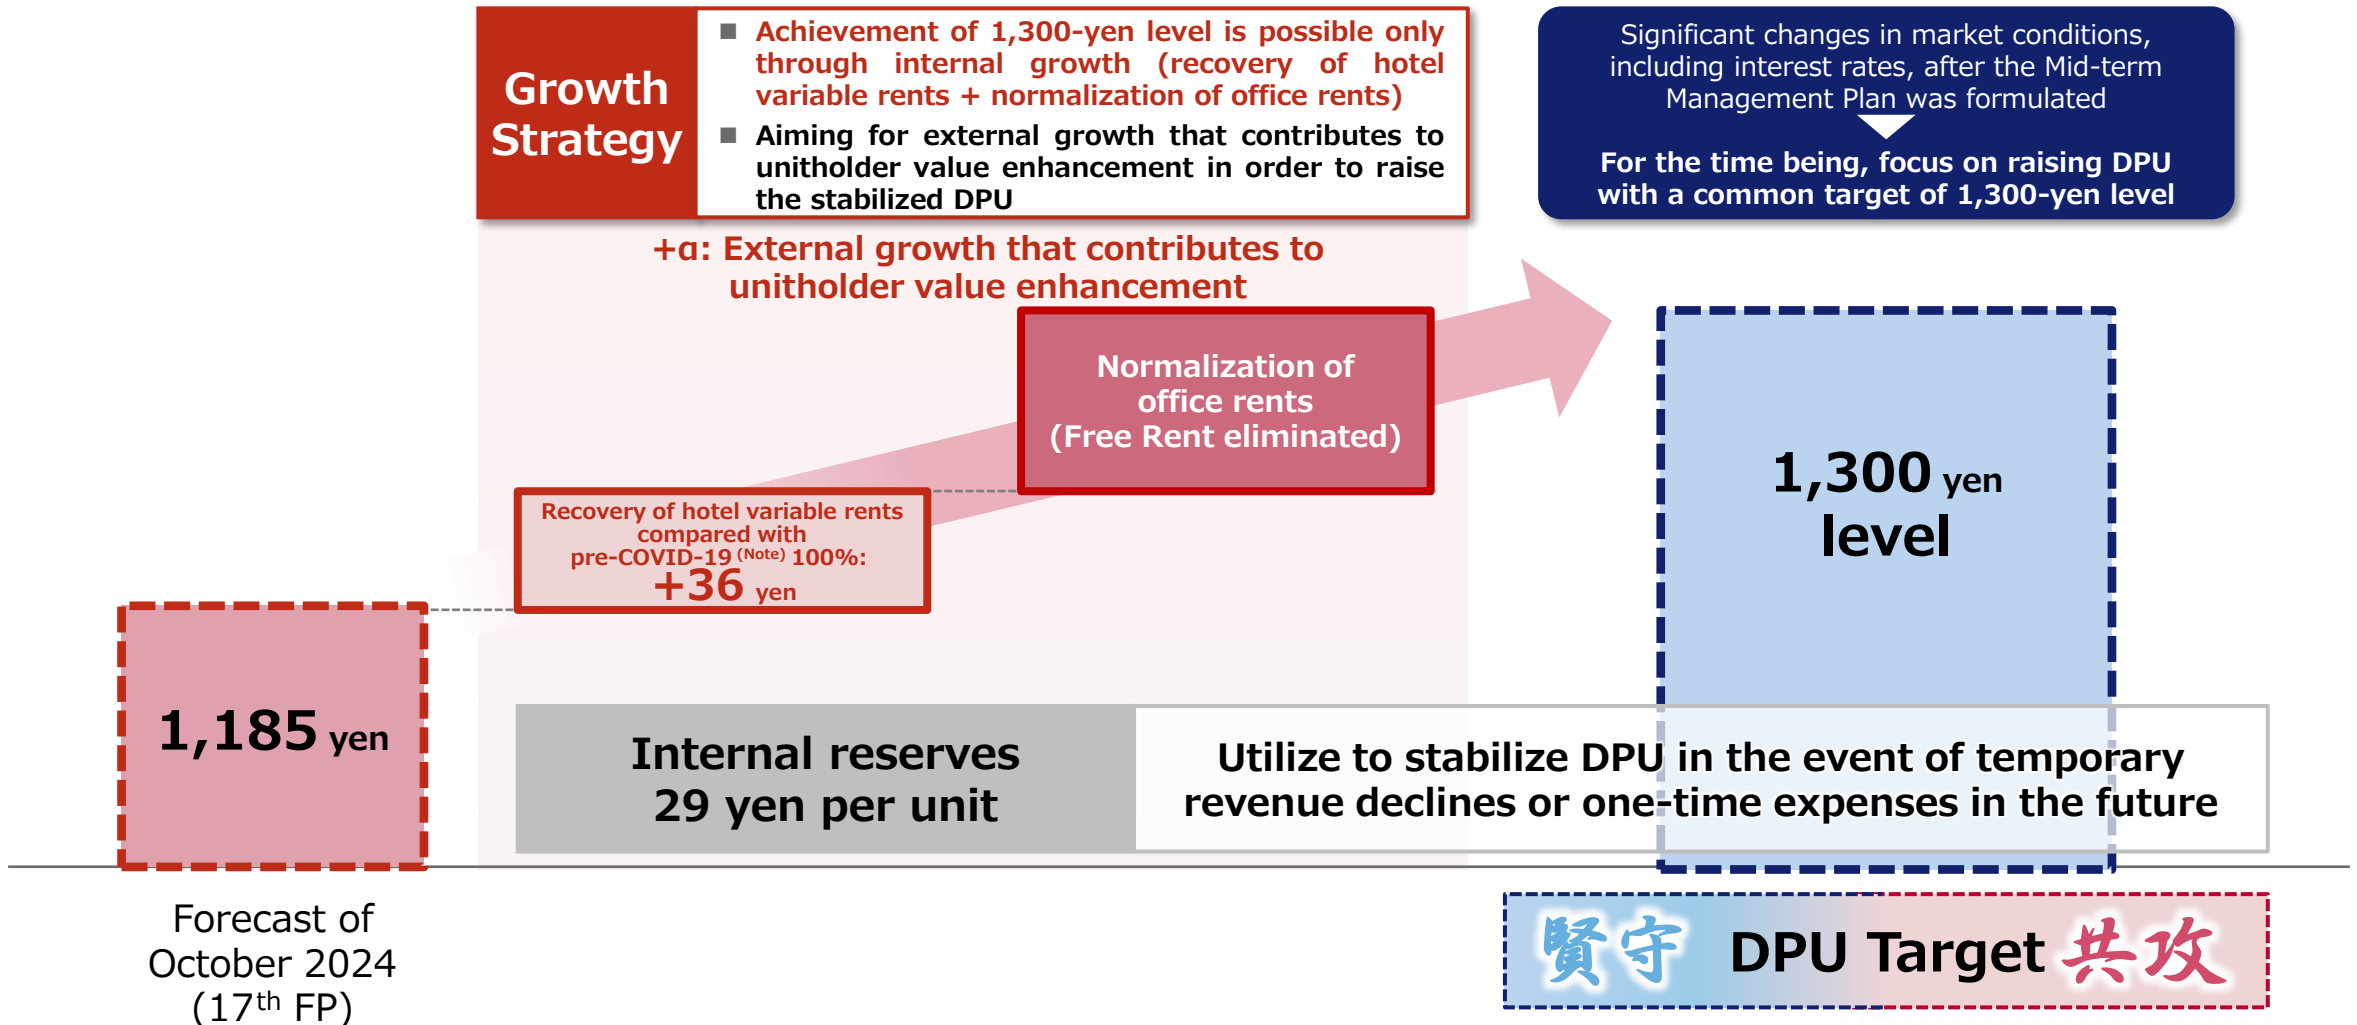 Growth
Strategy
■ Achievement of 1,300-yen level is possible only
through internal growth (recovery of hotel
variable rents + normalization of office rents)
■ Aiming for external growth that contributes to
unitholder value enhancement in order to raise
the stabilized DPU
Significant changes in market conditions,
including interest rates, after the Mid-term
Management Plan was formulated
For the time being, focus on raising DPU
with a common target of 1,300-yen level
+α: External growth that contributes to
unitholder value enhancement
Normalization of
office rents
(Free Rent eliminated)
Recovery of hotel variable rents
compared with
pre-COVID-19 (Note) 100%:
+36 yen
1,300 yen
level
1,185 yen
Internal reserves
29 yen per unit
Utilize to stabilize DPU in the event of temporary
revenue declines or one-time expenses in the future
Forecast of
October 2024
(17th FP)
賢守 DPU Target 共攻